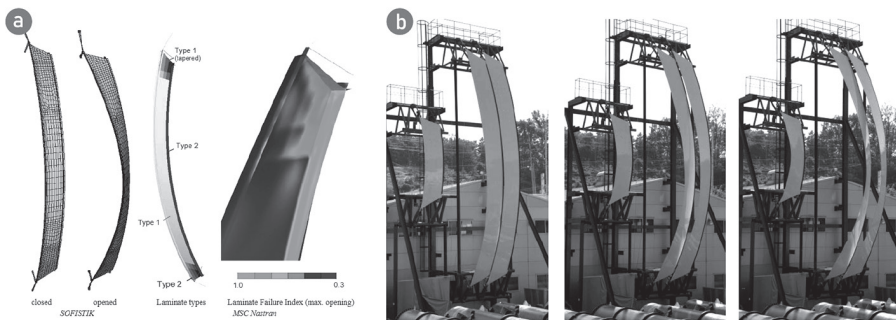 a
b
Type 1
(tapered)
Type 2
Type 1
Type 2
1.0 0.3
closed opened Laminate types Laminate Failure Index (max. opening)
SOFISTIK MSC Nastran